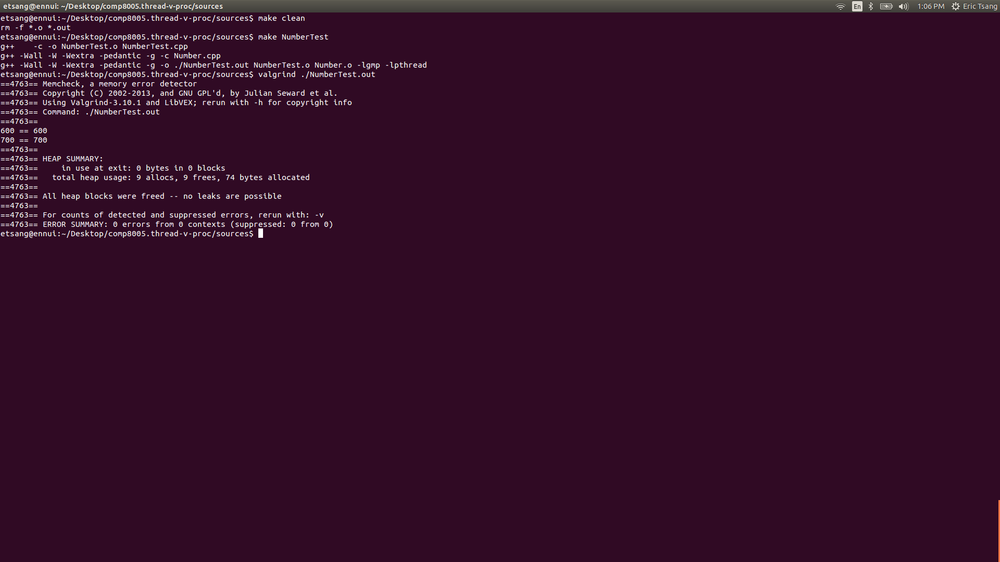 etsang@ennui: ~/Desktop/comp8005.thread-v-proc/sources En 1:06 PM Eric Tsang
etsang@ennui:~/Desktop/comp8005.thread-v-proc/sources$ make clean
rm -f *.o *.out
etsang@ennui:~/Desktop/comp8005.thread-v-proc/sources$ make NumberTest
g++    -c -o NumberTest.o NumberTest.cpp
g++ -Wall -W -Wextra -pedantic -g -c Number.cpp
g++ -Wall -W -Wextra -pedantic -g -o ./NumberTest.out NumberTest.o Number.o -lgmp -lpthread
etsang@ennui:~/Desktop/comp8005.thread-v-proc/sources$ valgrind ./NumberTest.out
==4763== Memcheck, a memory error detector
==4763== Copyright (C) 2002-2013, and GNU GPL'd, by Julian Seward et al.
==4763== Using Valgrind-3.10.1 and LibVEX; rerun with -h for copyright info
==4763== Command: ./NumberTest.out
==4763==
600 == 600
700 == 700
==4763==
==4763== HEAP SUMMARY:
==4763==     in use at exit: 0 bytes in 0 blocks
==4763==   total heap usage: 9 allocs, 9 frees, 74 bytes allocated
==4763==
==4763== All heap blocks were freed -- no leaks are possible
==4763==
==4763== For counts of detected and suppressed errors, rerun with: -v
==4763== ERROR SUMMARY: 0 errors from 0 contexts (suppressed: 0 from 0)
etsang@ennui:~/Desktop/comp8005.thread-v-proc/sources$